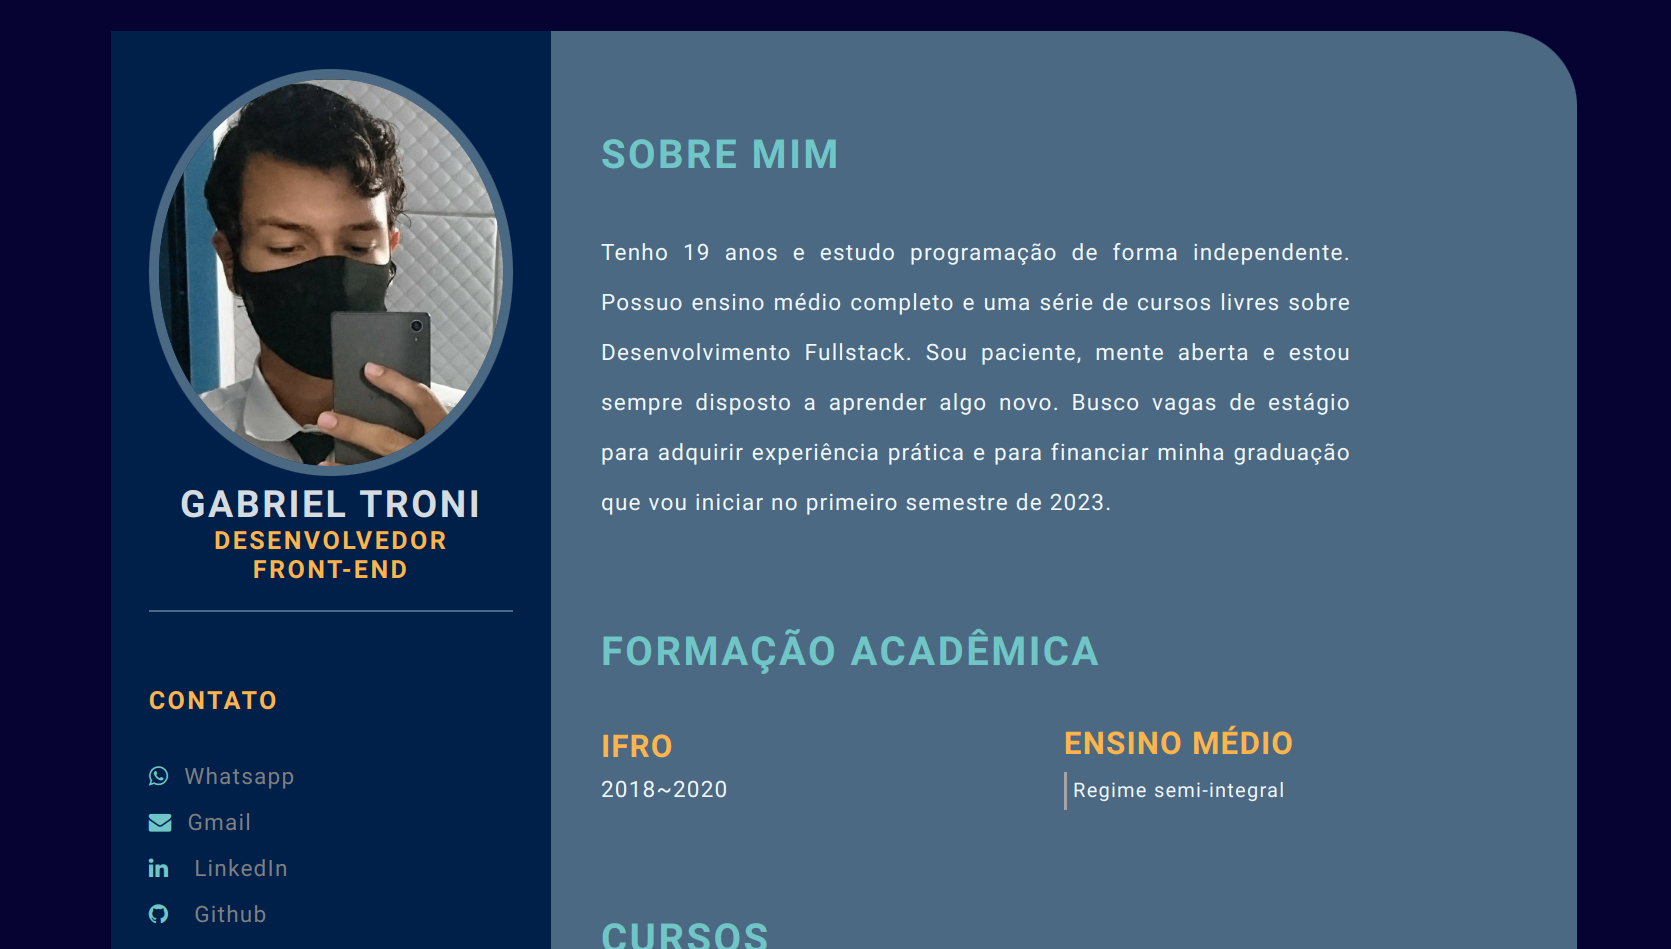 GABRIEL TRONI
DESENVOLVEDOR
FRONT-END
CONTATO
Whatsapp
Gmail
LinkedIn
Github
SOBRE MIM
Tenho 19 anos e estudo programação de forma independente.
Possuo ensino médio completo e uma série de cursos livres sobre
Desenvolvimento Fullstack. Sou paciente, mente aberta e estou
sempre disposto a aprender algo novo. Busco vagas de estágio
para adquirir experiência prática e para financiar minha graduação
que vou iniciar no primeiro semestre de 2023.
FORMAÇÃO ACADÊMICA
IFRO
2018~2020
ENSINO MÉDIO
Regime semi-integral
CURSOS